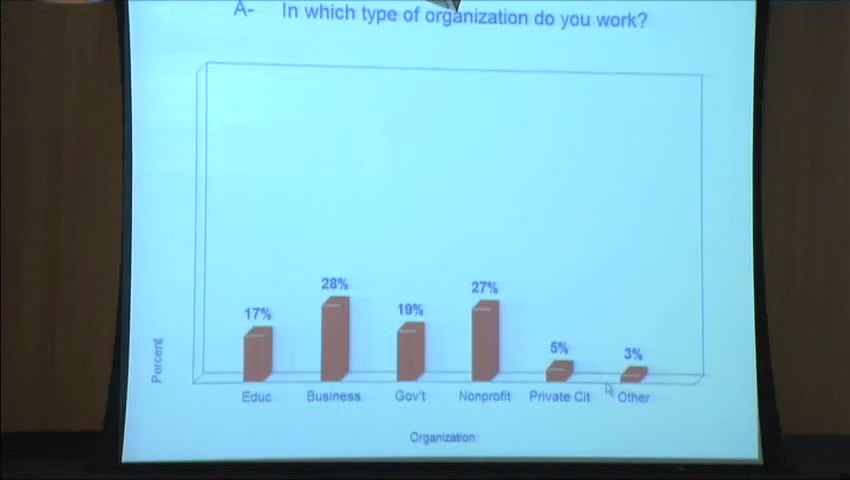 A- In which type of organization do you work?
28%
27%
17%
19%
5%
3%
Percent
Educ Business Gov't Nonprofit Private Cit Other
Organization